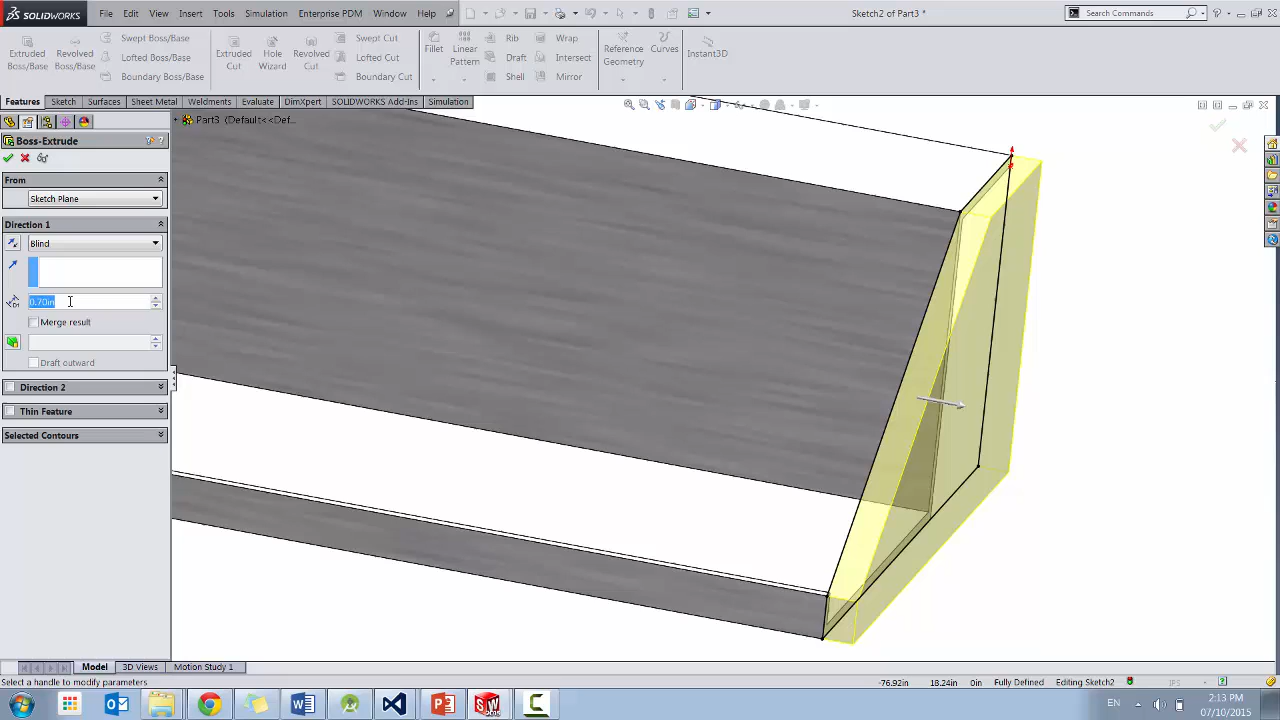 SOLIDWORKS File Edit View Insert Tools Simulation Enterprise PDM Window Help Sketch2 of Part3 * Search Commands
Extruded Boss/Base
Revolved Boss/Base
Swept Boss/Base
Lofted Boss/Base
Boundary Boss/Base
Extruded Cut
Hole Wizard
Revolved Cut
Swept Cut
Lofted Cut
Boundary Cut
Fillet
Linear Pattern
Rib
Draft
Shell
Wrap
Intersect
Mirror
Reference Geometry
Curves
Instant3D
Features Sketch Surfaces Sheet Metal Weldments Evaluate DimXpert SOLIDWORKS Add-Ins Simulation
Part3 (Default<<Def...
Boss-Extrude
From
Sketch Plane
Direction 1
Blind
0.70in
Merge result
Draft outward
Direction 2
Thin Feature
Selected Contours
Model 3D Views Motion Study 1
Select a handle to modify parameters -76.92in 18.24in 0in Fully Defined Editing Sketch2 IPS
EN 2:13 PM
07/10/2015